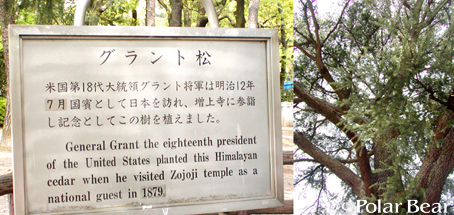 グラント松
米国第18代大統領グラント将軍は明治12年
7月国賓として日本を訪れ、増上寺に参詣
し記念としてこの樹を植えました。
General Grant the eighteenth president
of the United States planted this Himalayan
cedar when he visited Zojoji temple as a
national guest in 1879.
©Polar Bear